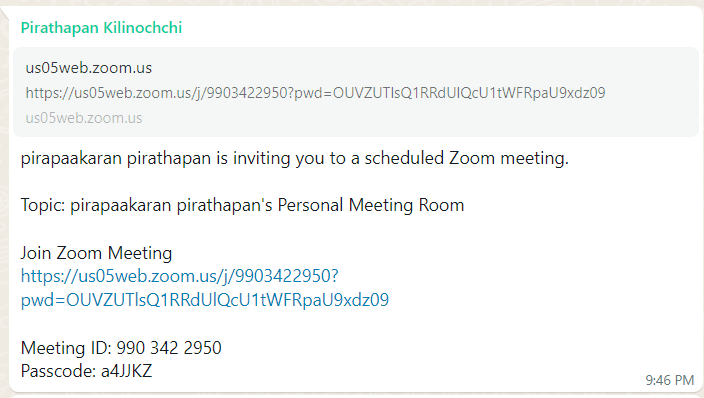 Pirathapan Kilinochchi
us05web.zoom.us
https://us05web.zoom.us/j/9903422950?pwd=OUVZUTlsQ1RRdUlQcU1tWFRpaU9xdz09
us05web.zoom.us
pirapaakaran pirathapan is inviting you to a scheduled Zoom meeting.
Topic: pirapaakaran pirathapan's Personal Meeting Room
Join Zoom Meeting
https://us05web.zoom.us/j/9903422950?
pwd=OUVZUTlsQ1RRdUlQcU1tWFRpaU9xdz09
Meeting ID: 990 342 2950
Passcode: a4JJKZ
9:46 PM